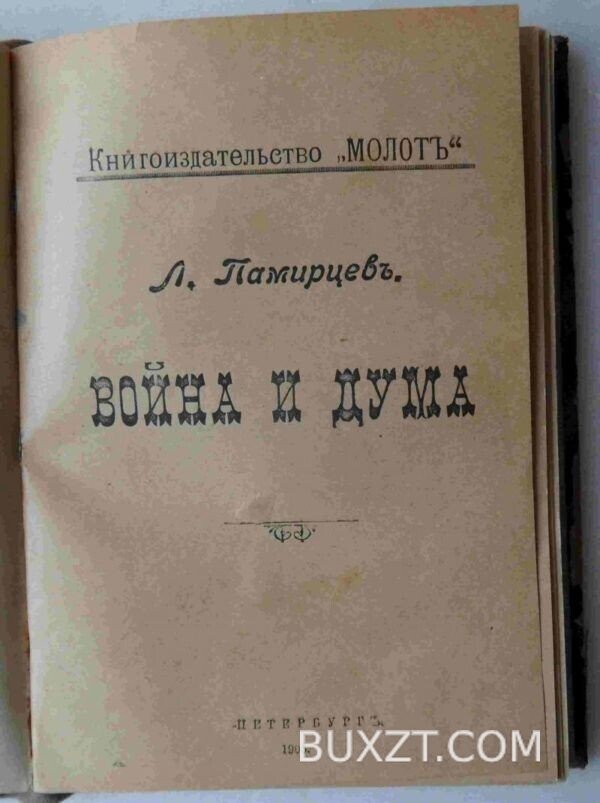 Книгоиздательство „МОЛОТЪ“
Л. Памирцевъ.
ВОЙНА И ДУМА
ПЕТЕРБУРГЪ.
BUXZT.COM